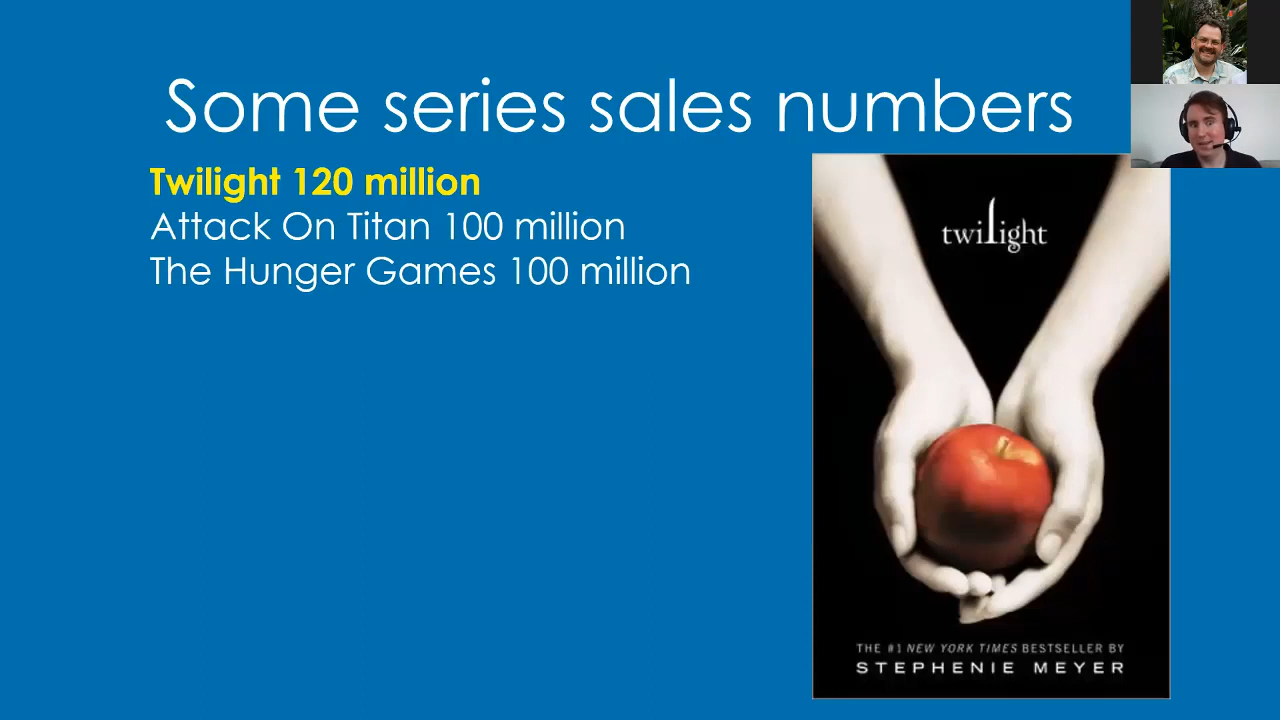 Some series sales numbers
Twilight 120 million
Attack On Titan 100 million
The Hunger Games 100 million
twilight
THE #1 NEW YORK TIMES BESTSELLER BY
STEPHENIE MEYER